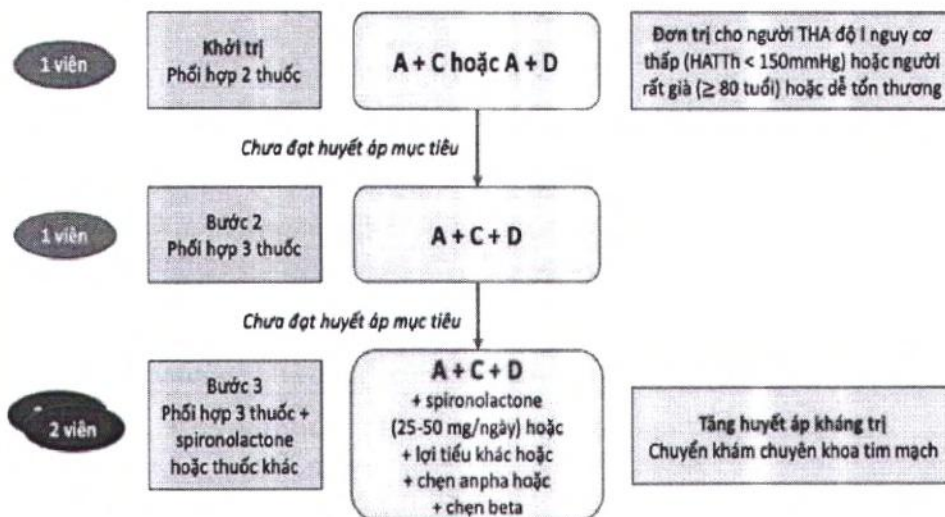 1 viên
Khởi trị
Phối hợp 2 thuốc
A + C hoặc A + D
Đơn trị cho người THA độ I nguy cơ
thấp (HATTh < 150mmHg) hoặc người
rất già (≥ 80 tuổi) hoặc dễ tổn thương
Chưa đạt huyết áp mục tiêu
1 viên
Bước 2
Phối hợp 3 thuốc
A + C + D
Chưa đạt huyết áp mục tiêu
2 viên
Bước 3
Phối hợp 3 thuốc +
spironolactone
hoặc thuốc khác
A + C + D
+ spironolactone
(25-50 mg/ngày) hoặc
+ lợi tiểu khác hoặc
+ chẹn anpha hoặc
+ chẹn beta
Tăng huyết áp kháng trị
Chuyển khám chuyên khoa tim mạch